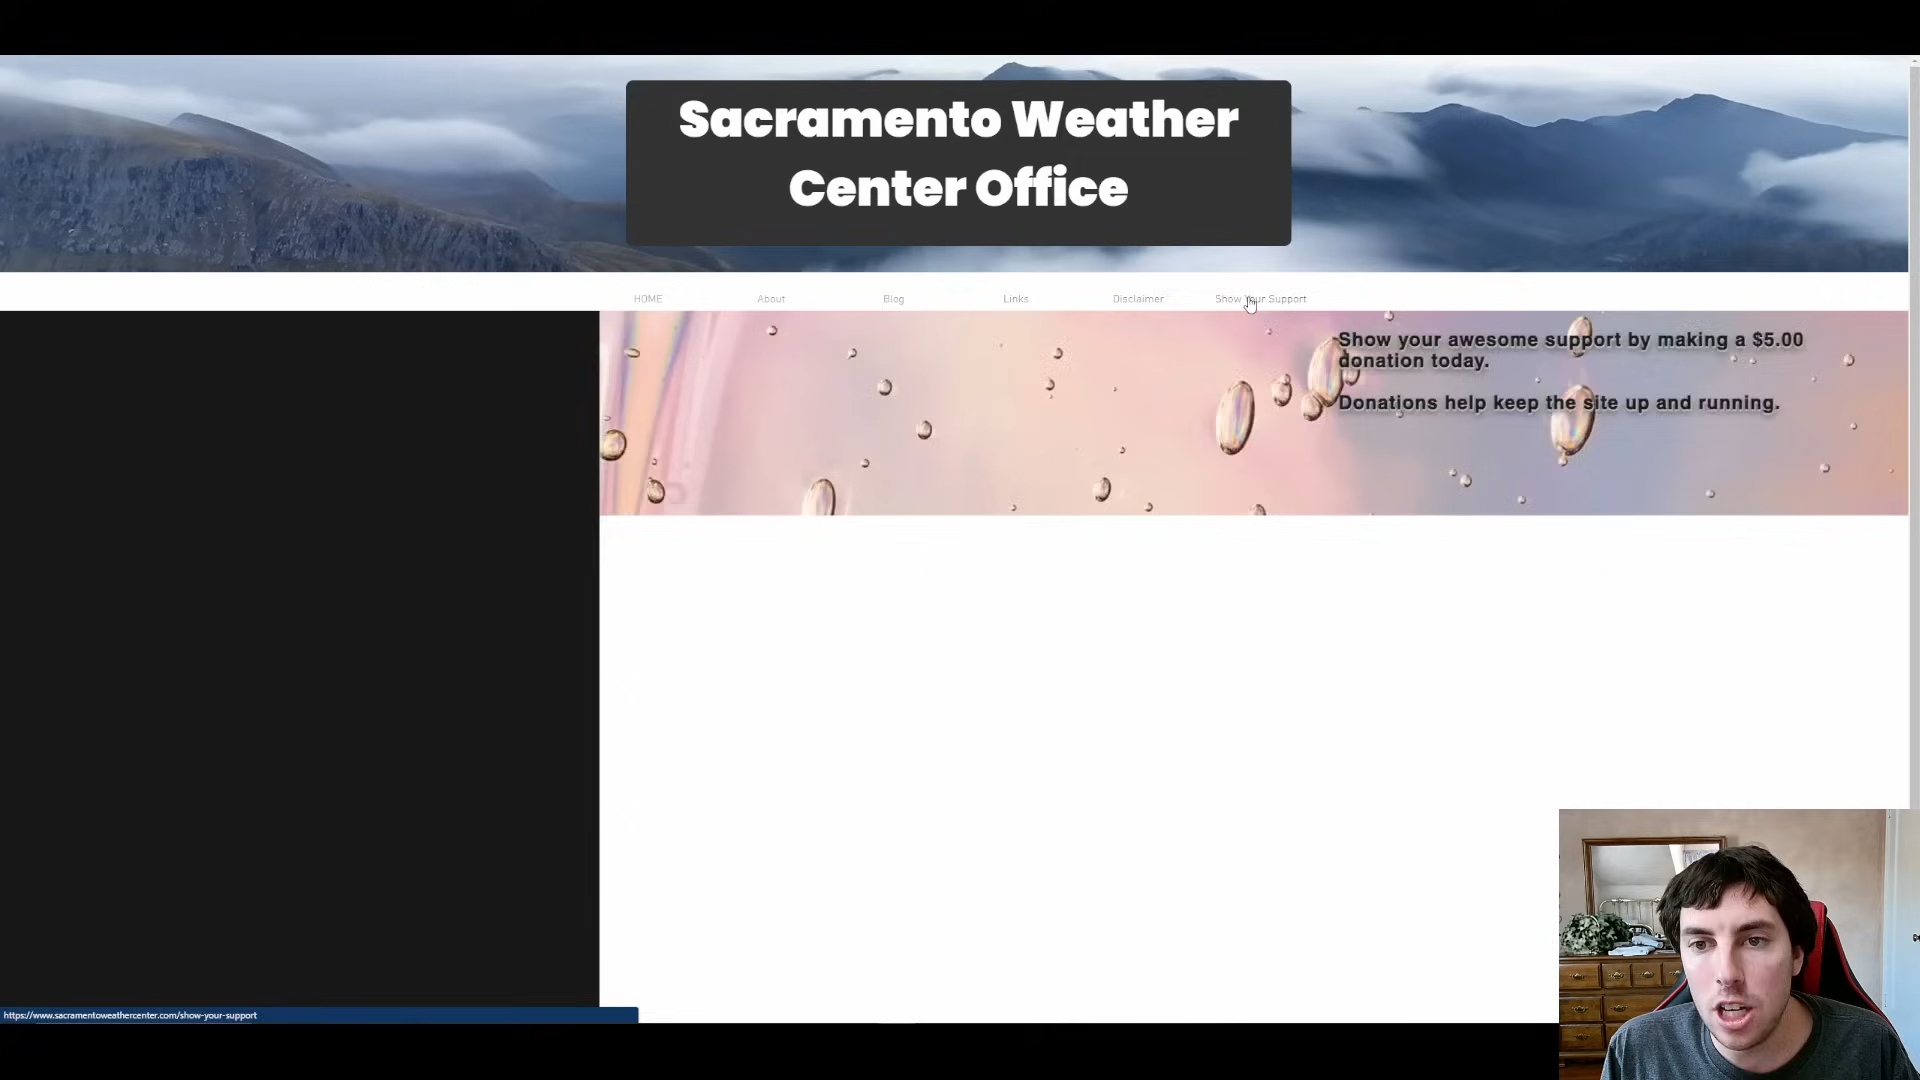 Sacramento Weather
Center Office
HOME About Blog Links Disclaimer Show Your Support
Show your awesome support by making a $5.00
donation today.
Donations help keep the site up and running.
https://www.sacramentoweathercenter.com/show-your-support